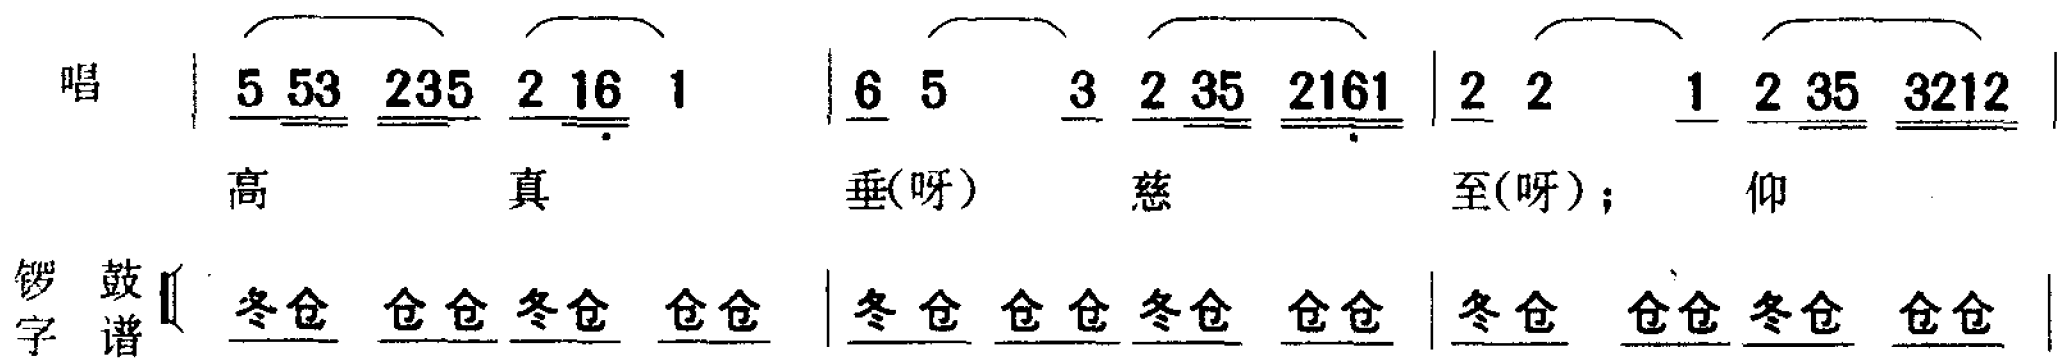 唱 | 5 53 235 2 16 1 | 6 5 3 2 35 2161 | 2 2 1 2 35 3212 |
高 真 垂(呀) 慈 至(呀); 仰
锣鼓字谱 冬仓 仓仓 冬仓 仓仓 | 冬仓 仓仓 冬仓 仓仓 | 冬仓 仓仓 冬仓 仓仓 |